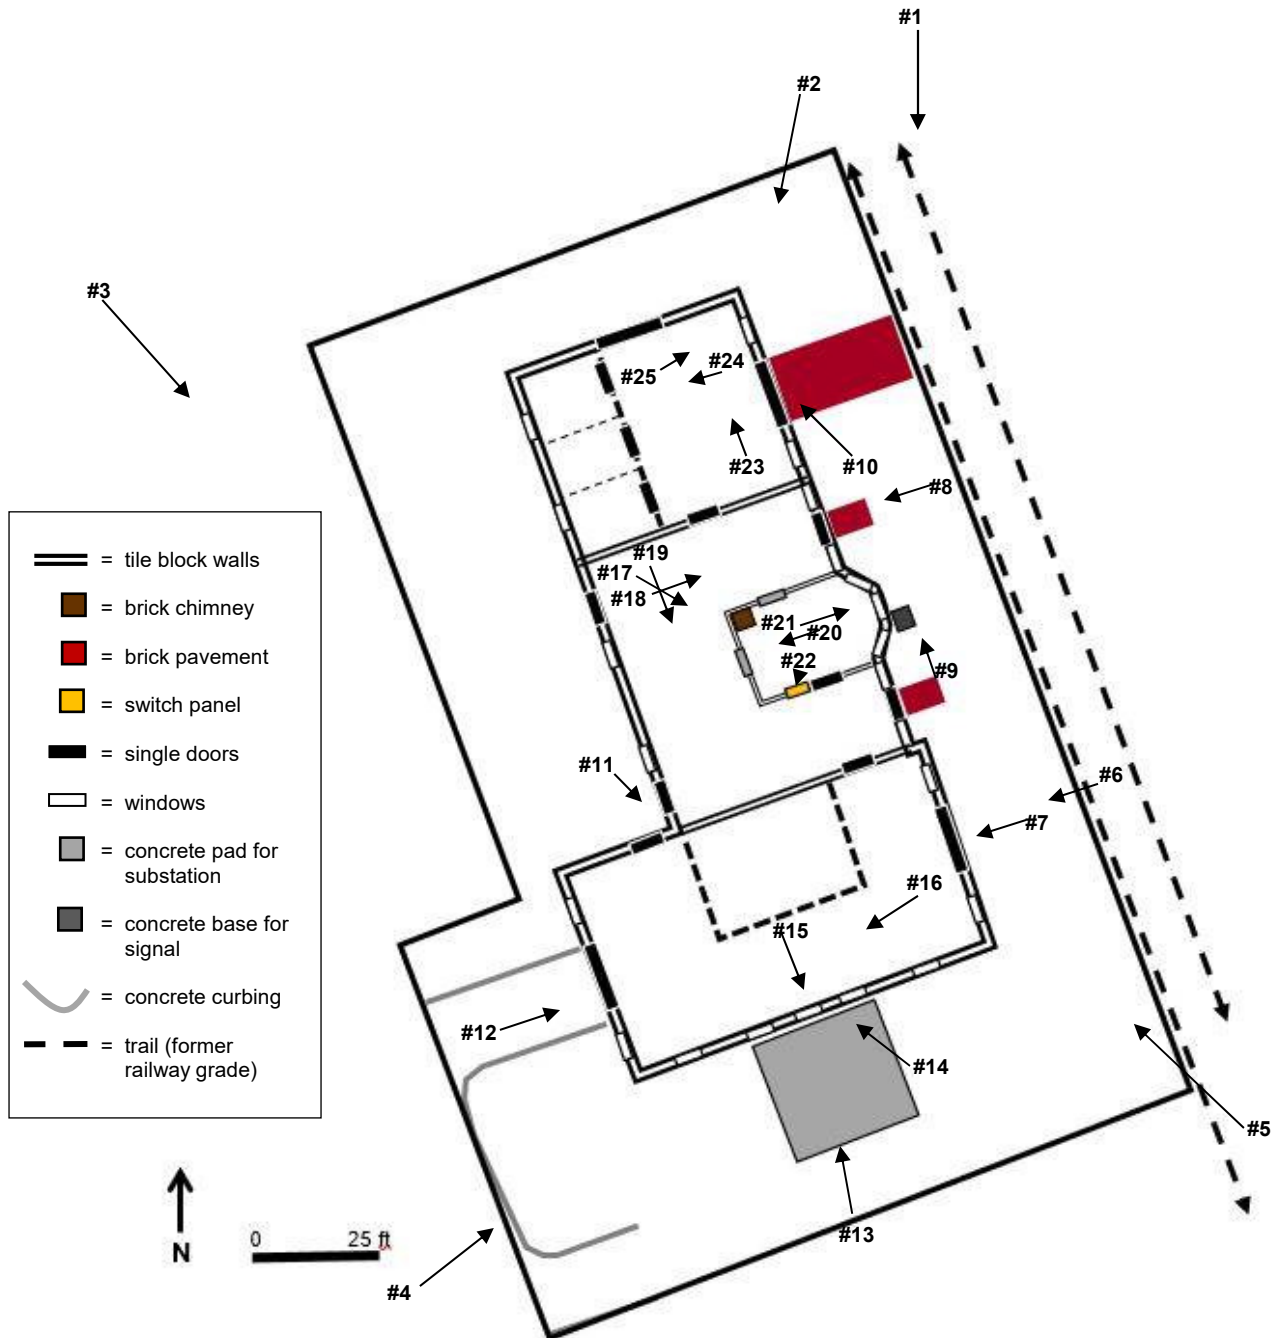 #1
#2
#3
#25
#24
#23
#10
#8
#19
#17
#18
#21
#20
#22
#9
#11
#6
#7
#16
#15
#12
#14
#5
#13
#4
= tile block walls
= brick chimney
= brick pavement
= switch panel
= single doors
= windows
= concrete pad for
substation
= concrete base for
signal
= concrete curbing
= trail (former
railway grade)
N
0 25 ft